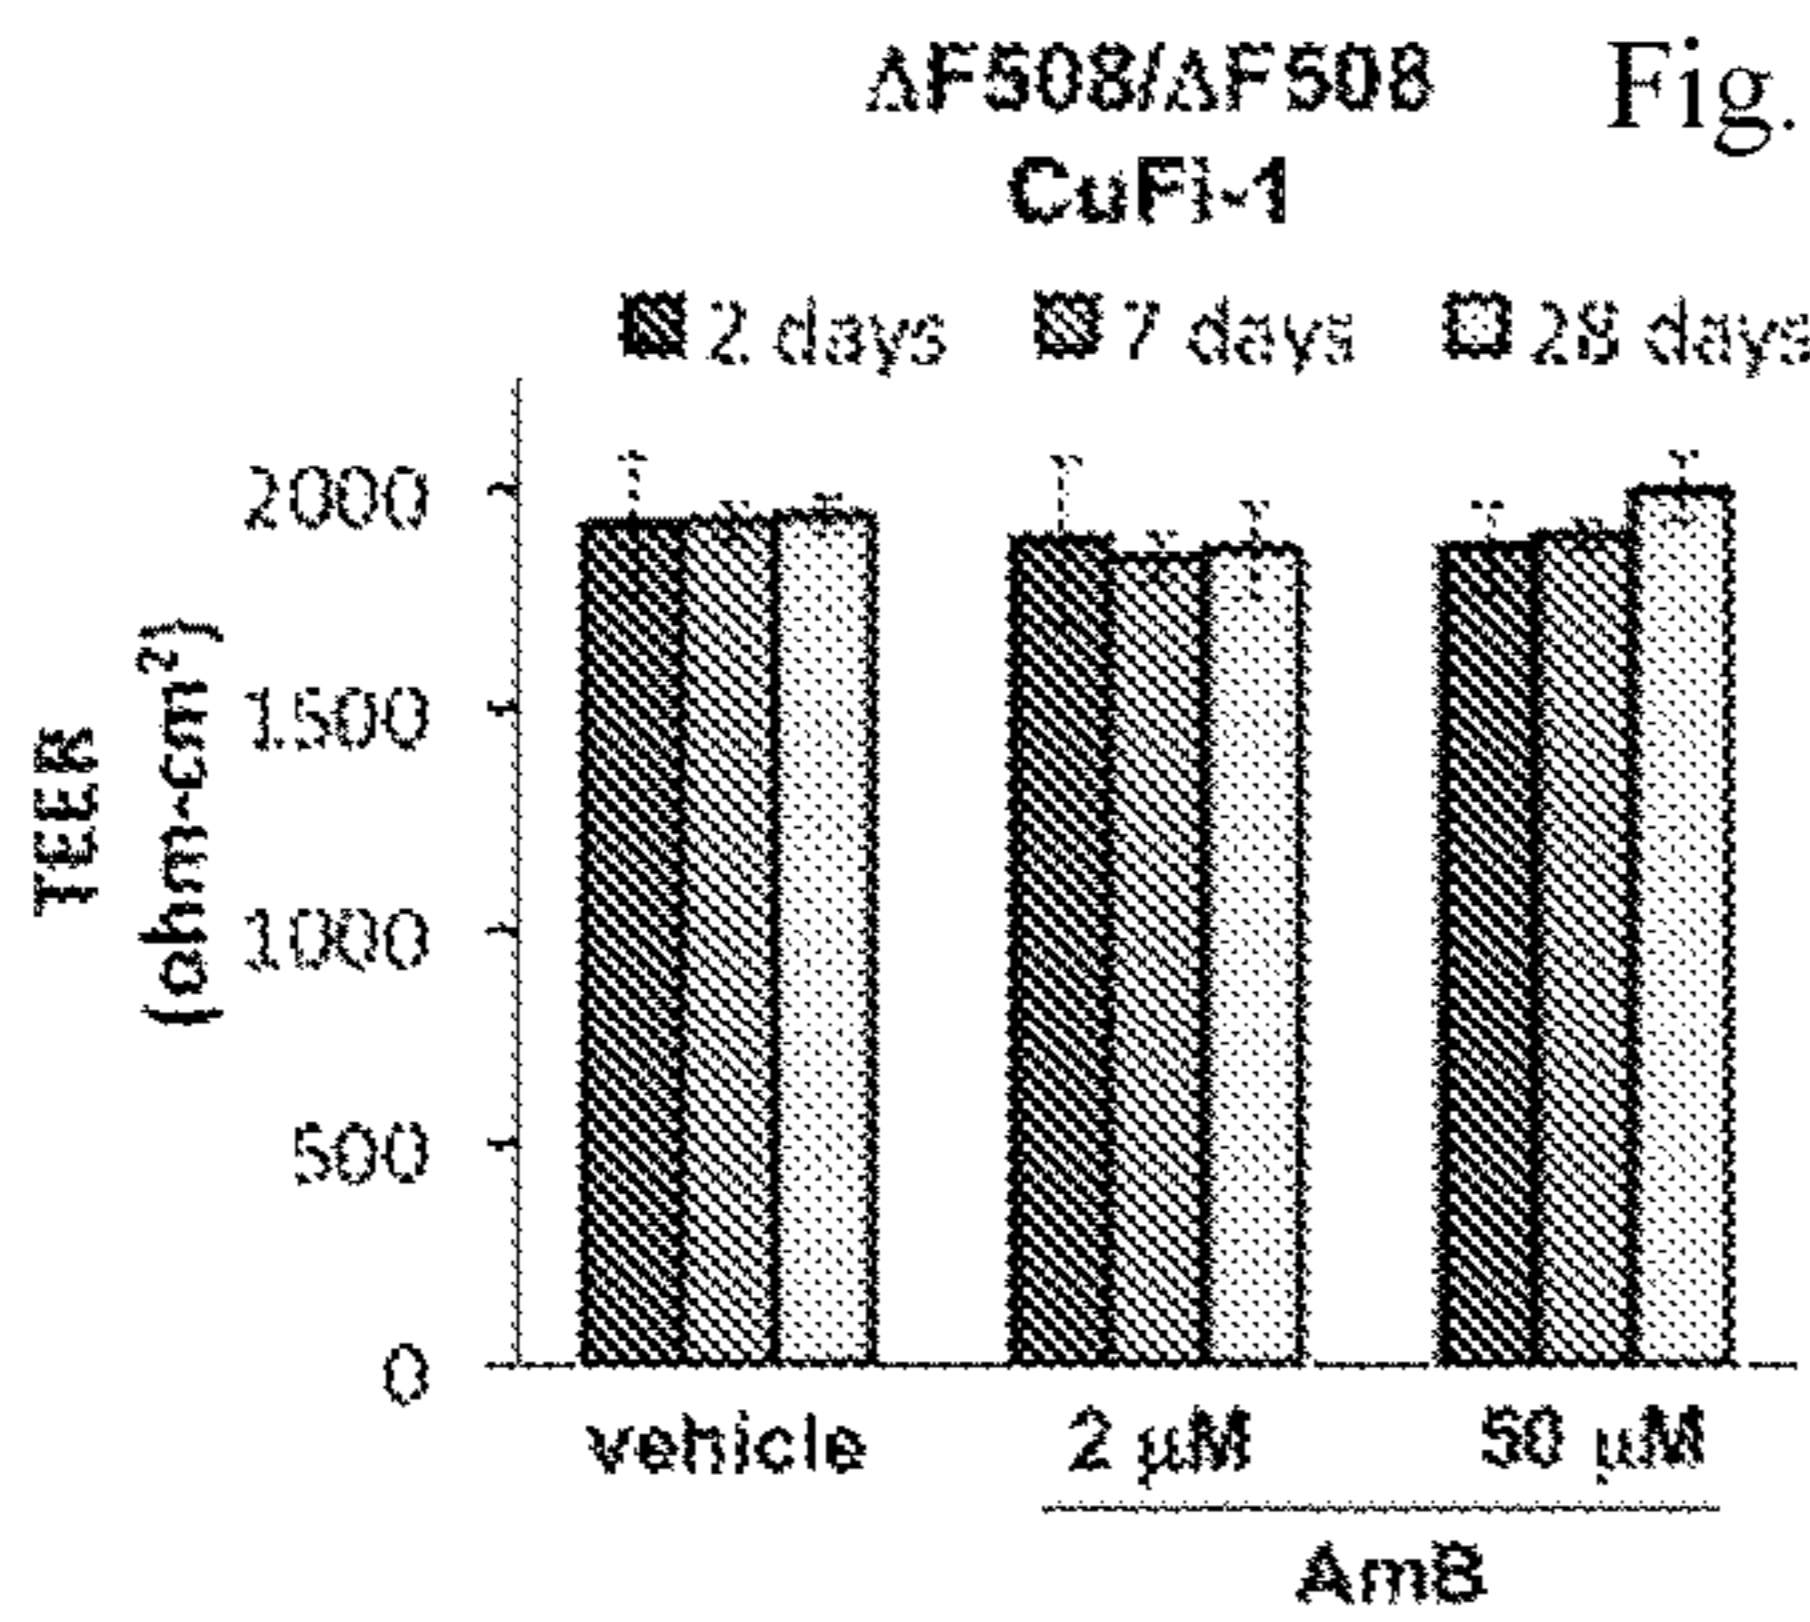 ΔF508/ΔF508
Fig.
CuFi-1
2 days 7 days 28 days
TEER
(ohm-cm²)
2000
1500
1000
500
0
vehicle 2 μM 50 μM
AmB